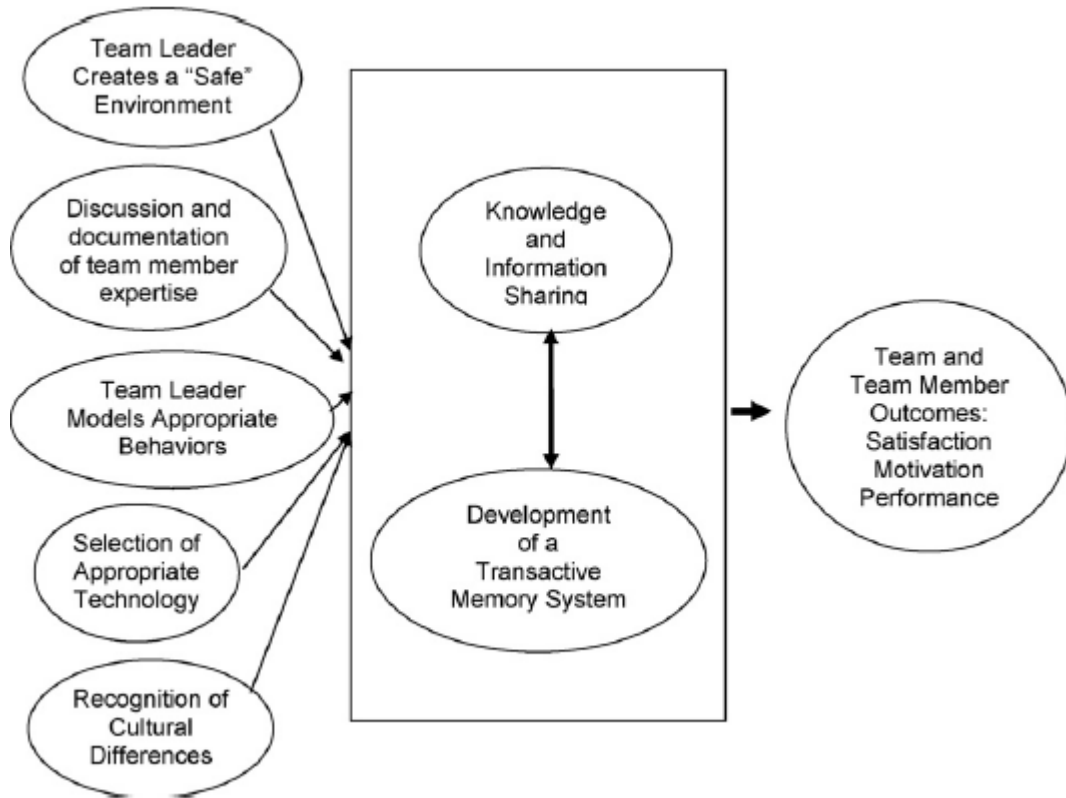 Team Leader
Creates a “Safe”
Environment
Discussion and
documentation
of team member
expertise
Team Leader
Models Appropriate
Behaviors
Selection of
Appropriate
Technology
Recognition of
Cultural
Differences
Knowledge
and
Information
Sharing
Development
of a
Transactive
Memory System
Team and
Team Member
Outcomes:
Satisfaction
Motivation
Performance